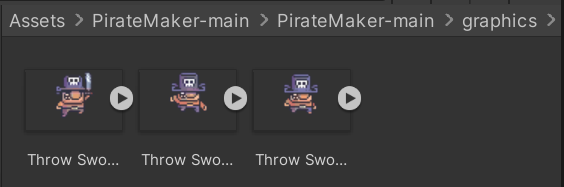 Assets > PirateMaker-main > PirateMaker-main > graphics >
Throw Swo... Throw Swo... Throw Swo...